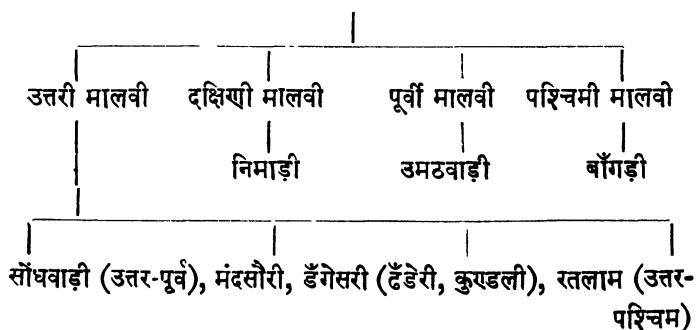 उत्तरी मालवी दक्षिणी मालवी पूर्वी मालवी पश्चिमी मालवी
निमाड़ी उमठवाड़ी बाँगड़ी
सोंधवाड़ी (उत्तर-पूर्व), मंदसौरी, डँगेसरी (ढँडेरी, कुण्डली), रतलाम (उत्तर-
पश्चिम)